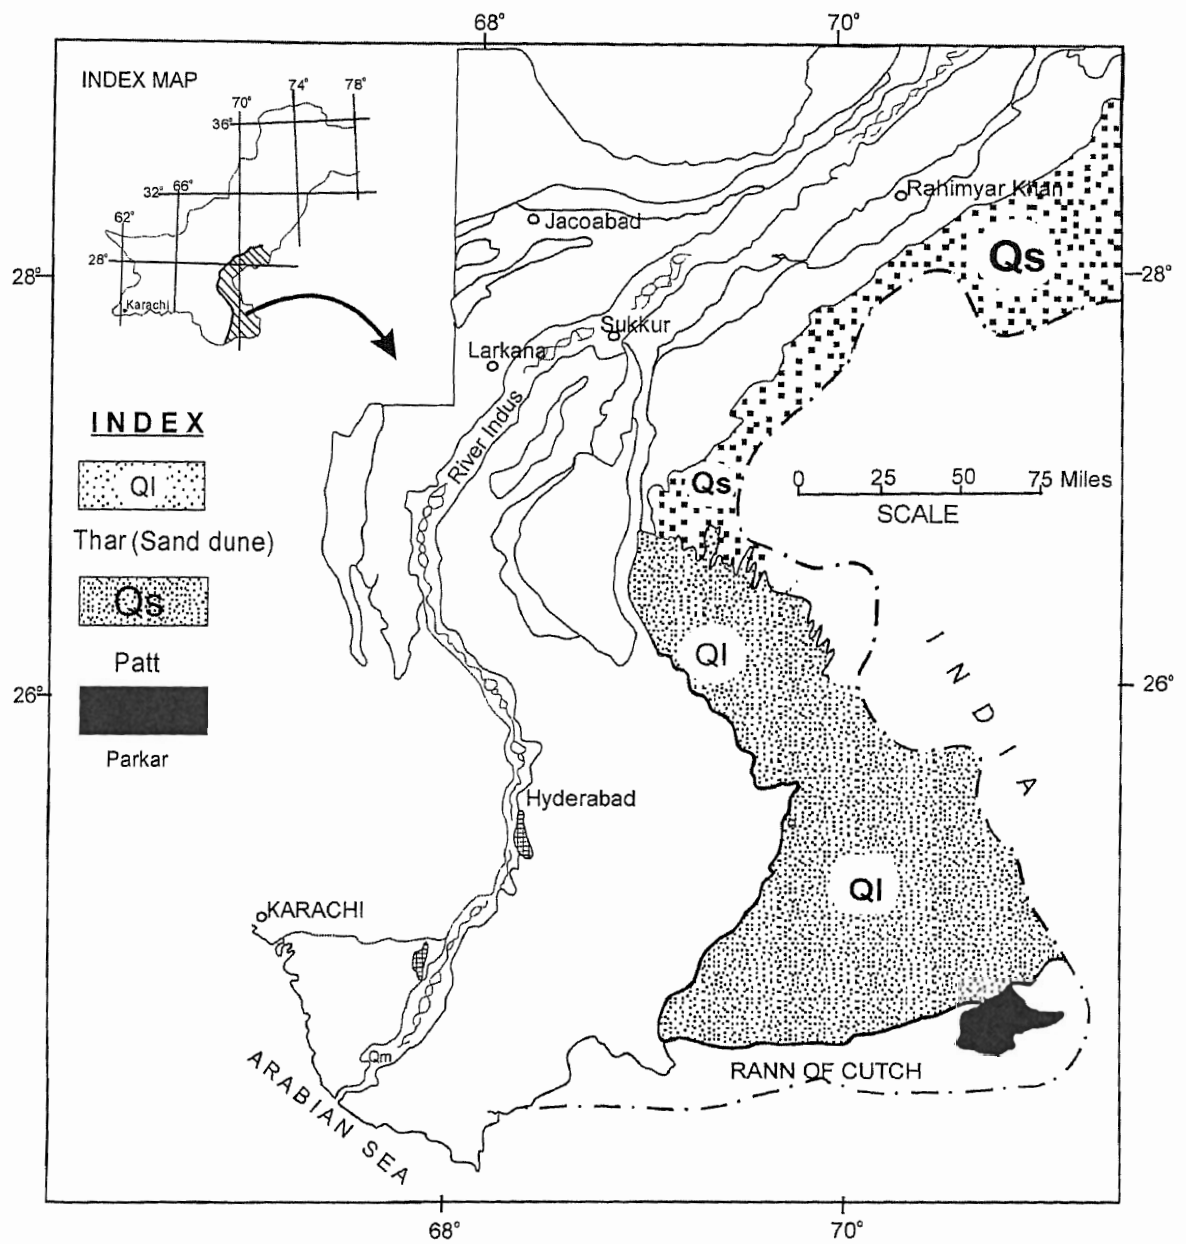 68° 70°
INDEX MAP
70° 74° 78°
36°
32° 66°
62°
28°
Karachi
Rahimyar Khan
Jacoabad
Qs
28° 28°
Sukkur
Larkana
River Indus
INDEX
Ql
Thar (Sand dune)
Qs
Patt
Parkar
Qs
0 25 50 75 Miles
SCALE
Ql
INDIA
26° 26°
Hyderabad
Ql
KARACHI
Qm
RANN OF CUTCH
ARABIAN SEA
68° 70°